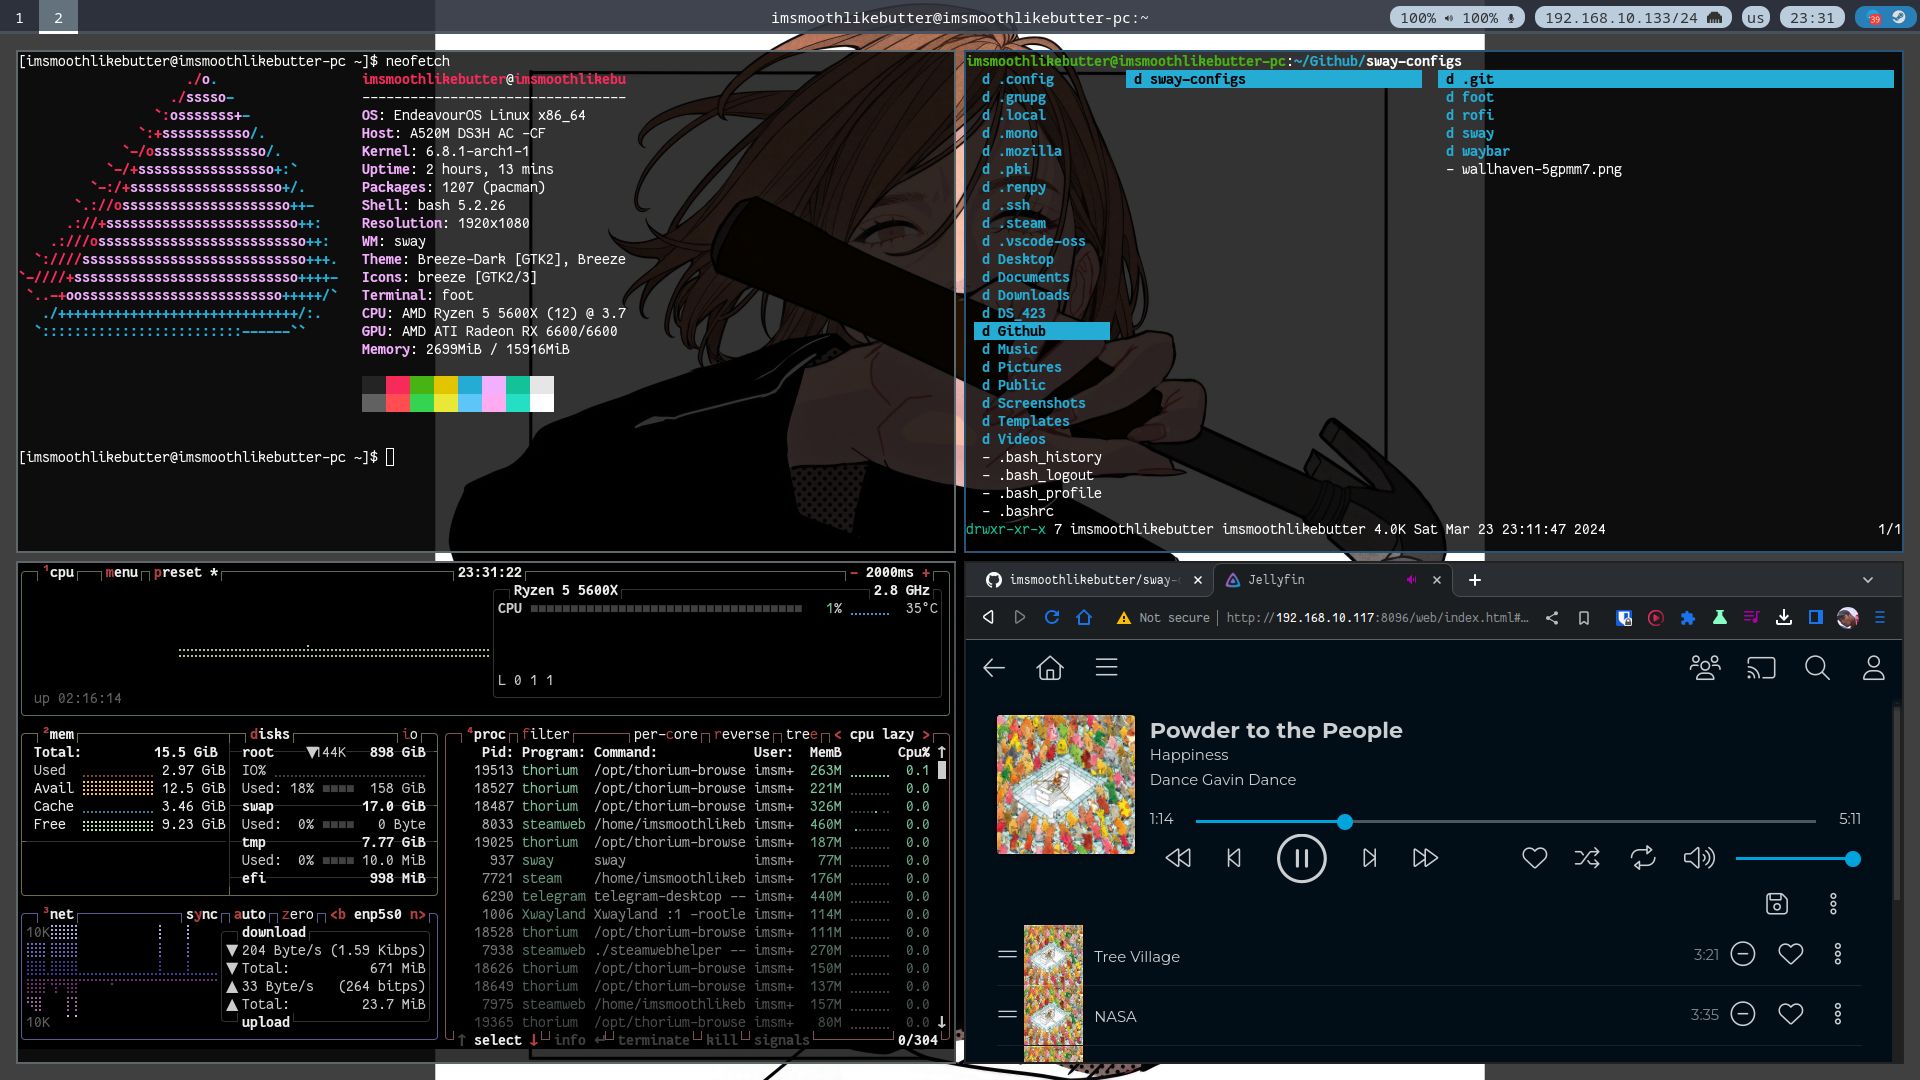 1 2 imsmoothlikebutter@imsmoothlikebutter-pc:~ 100% 100% 192.168.10.133/24 us 23:31 39
[imsmoothlikebutter@imsmoothlikebutter-pc ~]$ neofetch
./o.
./sssso-
`:osssssss+-
`:+sssssssssso/.
`-/ossssssssssssso/.
`-/+sssssssssssssssso+:`
`-:/+sssssssssssssssssso+/.
`.://osssssssssssssssssssso++-
.://+ssssssssssssssssssssssso++:
.:///ossssssssssssssssssssssssso++:
`:////ssssssssssssssssssssssssssso+++.
`-////+ssssssssssssssssssssssssssso++++-
`..-+oosssssssssssssssssssssssso+++++/`
./++++++++++++++++++++++++++++++/:.
`:::::::::::::::::::::::::------``
imsmoothlikebutter@imsmoothlikebu
---------------------------------
OS: EndeavourOS Linux x86_64
Host: A520M DS3H AC -CF
Kernel: 6.8.1-arch1-1
Uptime: 2 hours, 13 mins
Packages: 1207 (pacman)
Shell: bash 5.2.26
Resolution: 1920x1080
WM: sway
Theme: Breeze-Dark [GTK2], Breeze
Icons: breeze [GTK2/3]
Terminal: foot
CPU: AMD Ryzen 5 5600X (12) @ 3.7
GPU: AMD ATI Radeon RX 6600/6600
Memory: 2699MiB / 15916MiB
[imsmoothlikebutter@imsmoothlikebutter-pc ~]$
imsmoothlikebutter@imsmoothlikebutter-pc:~/Github/sway-configs
d .config
d .gnupg
d .local
d .mono
d .mozilla
d .pki
d .renpy
d .ssh
d .steam
d .vscode-oss
d Desktop
d Documents
d Downloads
d DS_423
d Github
d Music
d Pictures
d Public
d Screenshots
d Templates
d Videos
- .bash_history
- .bash_logout
- .bash_profile
- .bashrc
d sway-configs
d .git
d foot
d rofi
d sway
d waybar
- wallhaven-5gpmm7.png
drwxr-xr-x 7 imsmoothlikebutter imsmoothlikebutter 4.0K Sat Mar 23 23:11:47 2024 1/1
1cpu menu preset * 23:31:22 - 2000ms +
Ryzen 5 5600X 2.8 GHz
CPU 1% 35°C
L 0 1 1
up 02:16:14
2mem disks io
Total: 15.5 GiB
Used 2.97 GiB
Avail 12.5 GiB
Cache 3.46 GiB
Free 9.23 GiB
root ▼144K 898 GiB
IO%
Used: 18% 158 GiB
swap 17.0 GiB
Used: 0% 0 Byte
tmp 7.77 GiB
Used: 0% 10.0 MiB
efi 998 MiB
3net sync auto zero <b enp5s0 n>
10K
10K
download
▼ 204 Byte/s (1.59 Kibps)
▼ Total: 671 MiB
▲ 33 Byte/s (264 bitps)
▲ Total: 23.7 MiB
upload
4proc filter per-core reverse tree < cpu lazy >
Pid: Program: Command: User: MemB Cpu% ↑
19513 thorium /opt/thorium-browse imsm+ 263M 0.1
18527 thorium /opt/thorium-browse imsm+ 221M 0.0
18487 thorium /opt/thorium-browse imsm+ 326M 0.0
8033 steamweb /home/imsmoothlikeb imsm+ 460M 0.0
19025 thorium /opt/thorium-browse imsm+ 187M 0.0
937 sway sway imsm+ 77M 0.0
7721 steam /home/imsmoothlikeb imsm+ 176M 0.0
6290 telegram telegram-desktop -- imsm+ 440M 0.0
1006 Xwayland Xwayland :1 -rootle imsm+ 114M 0.0
18528 thorium /opt/thorium-browse imsm+ 111M 0.0
7938 steamweb ./steamwebhelper -- imsm+ 270M 0.0
18626 thorium /opt/thorium-browse imsm+ 150M 0.0
18649 thorium /opt/thorium-browse imsm+ 137M 0.0
7975 steamweb /home/imsmoothlikeb imsm+ 157M 0.0
19365 thorium /opt/thorium-browse imsm+ 80M 0.0 ↓
↑ select ↓ info ↵ terminate kill signals 0/304
imsmoothlikebutter/sway-
Jellyfin
Not secure http://192.168.10.117:8096/web/index.html#...
Powder to the People
Happiness
Dance Gavin Dance
1:14 5:11
Tree Village 3:21
NASA 3:35